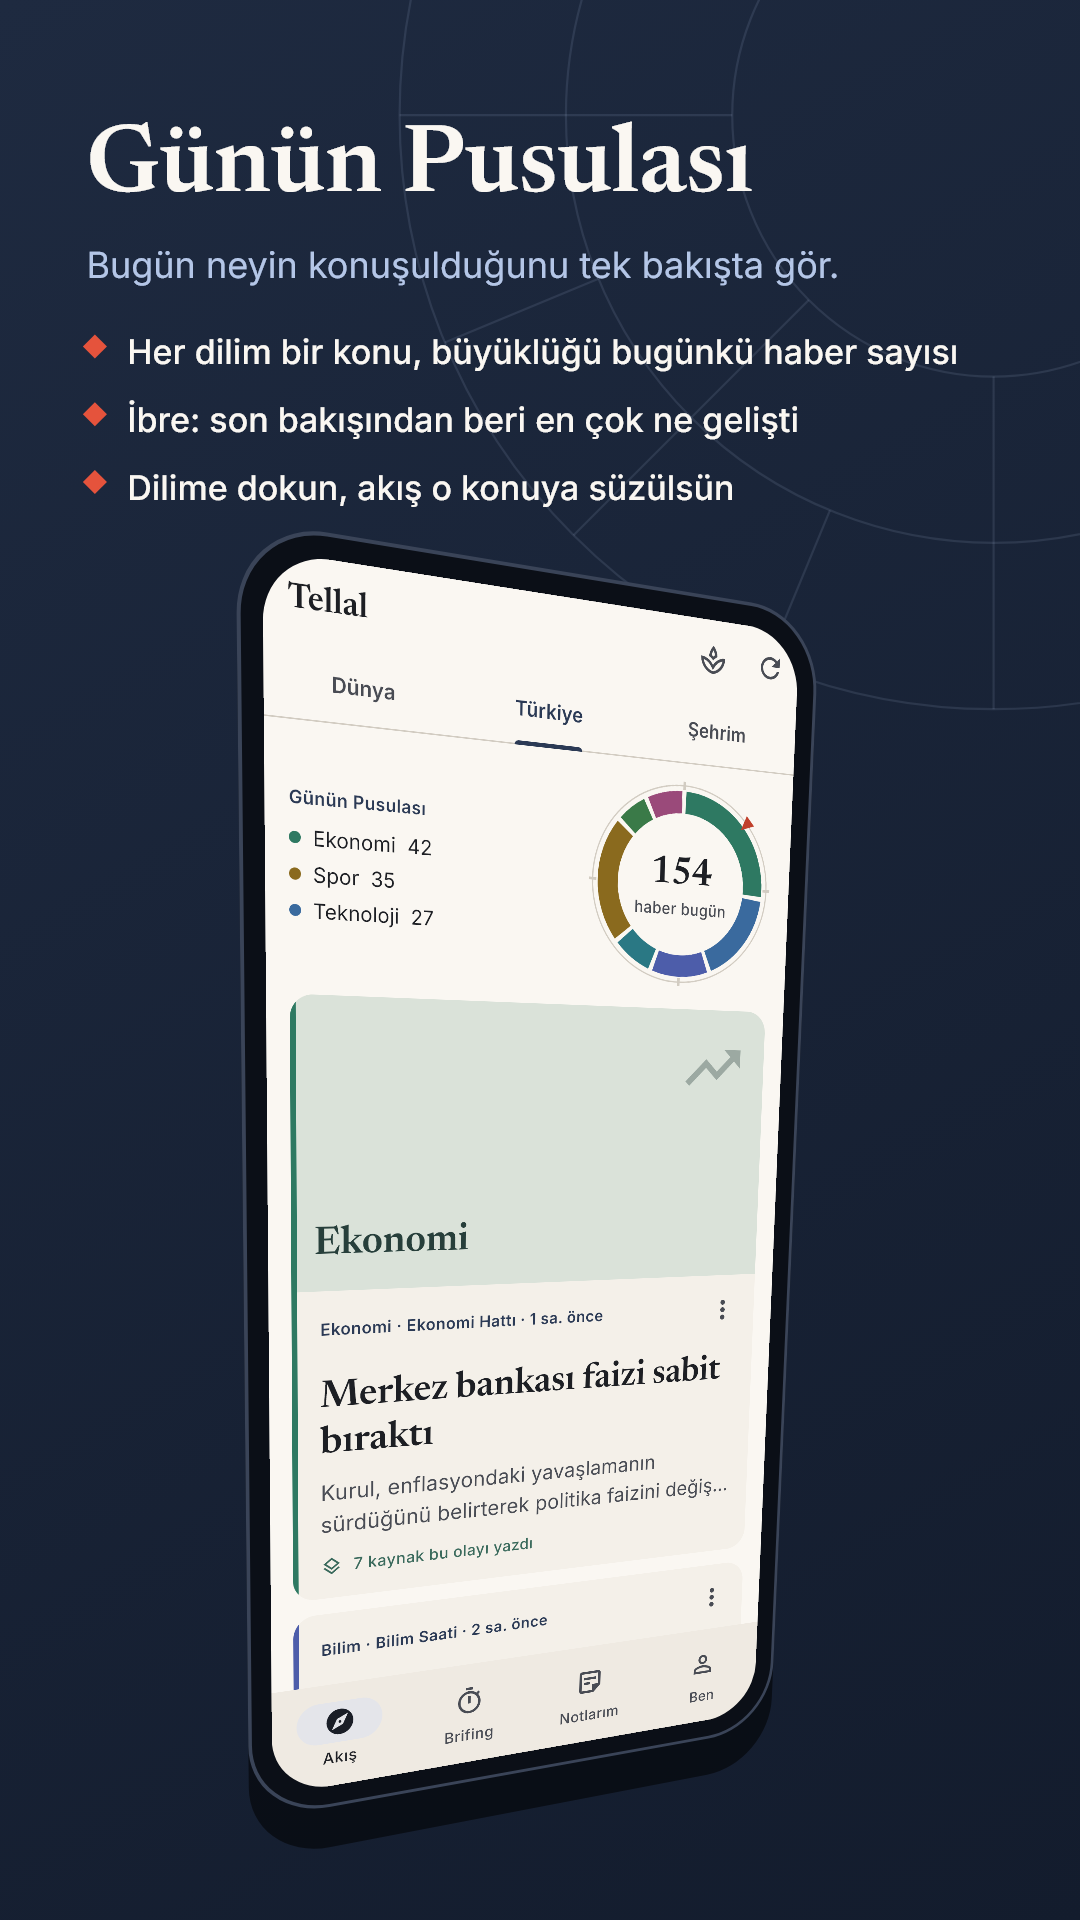 Günün Pusulası
Bugün neyin konuşulduğunu tek bakışta gör.
Her dilim bir konu, büyüklüğü bugünkü haber sayısı
İbre: son bakışından beri en çok ne gelişti
Dilime dokun, akış o konuya süzülsün
Tellal
Dünya
Türkiye
Şehrim
Günün Pusulası
Ekonomi 42
Spor 35
Teknoloji 27
154
haber bugün
Ekonomi
Ekonomi · Ekonomi Hattı · 1 sa. önce
Merkez bankası faizi sabit
bıraktı
Kurul, enflasyondaki yavaşlamanın
sürdüğünü belirterek politika faizini değiş...
7 kaynak bu olayı yazdı
Bilim · Bilim Saati · 2 sa. önce
Akış
Brifing
Notlarım
Ben